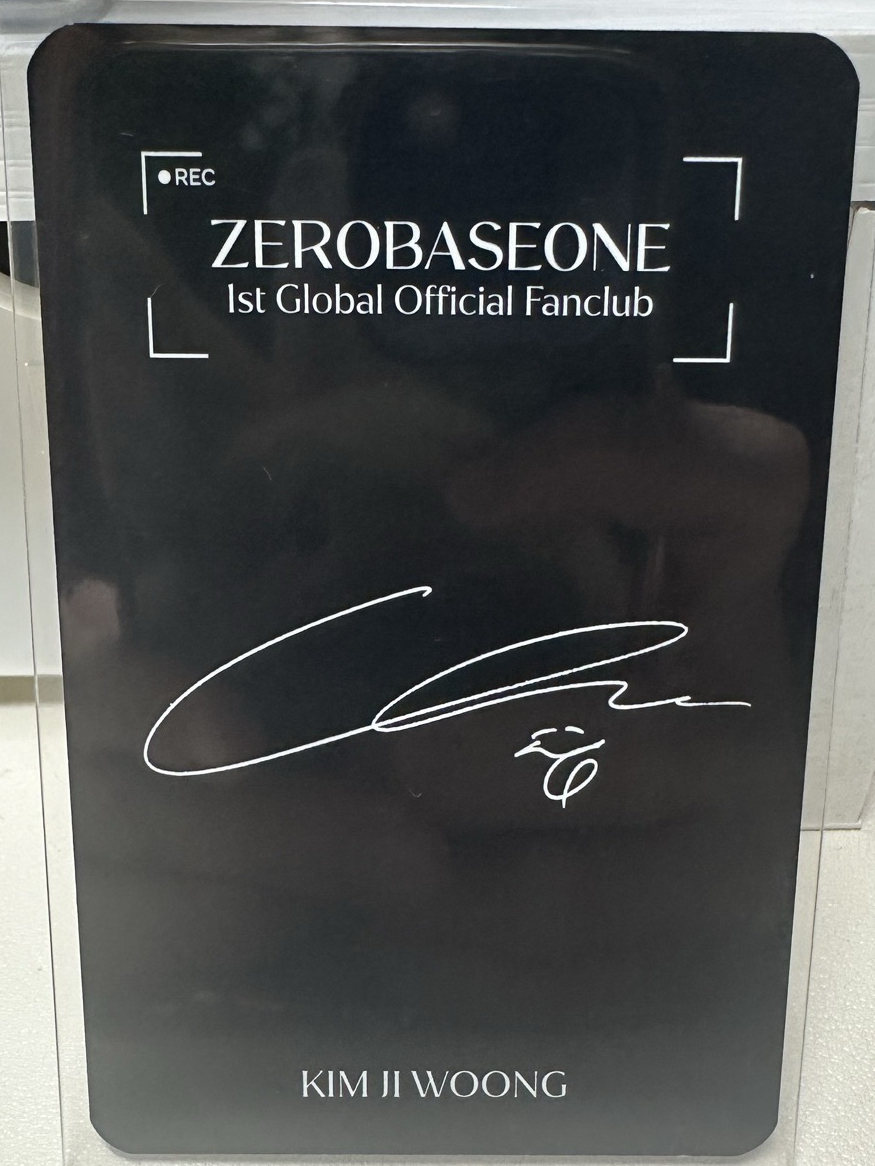 REC
ZEROBASEONE
1st Global Official Fanclub
KIM JI WOONG